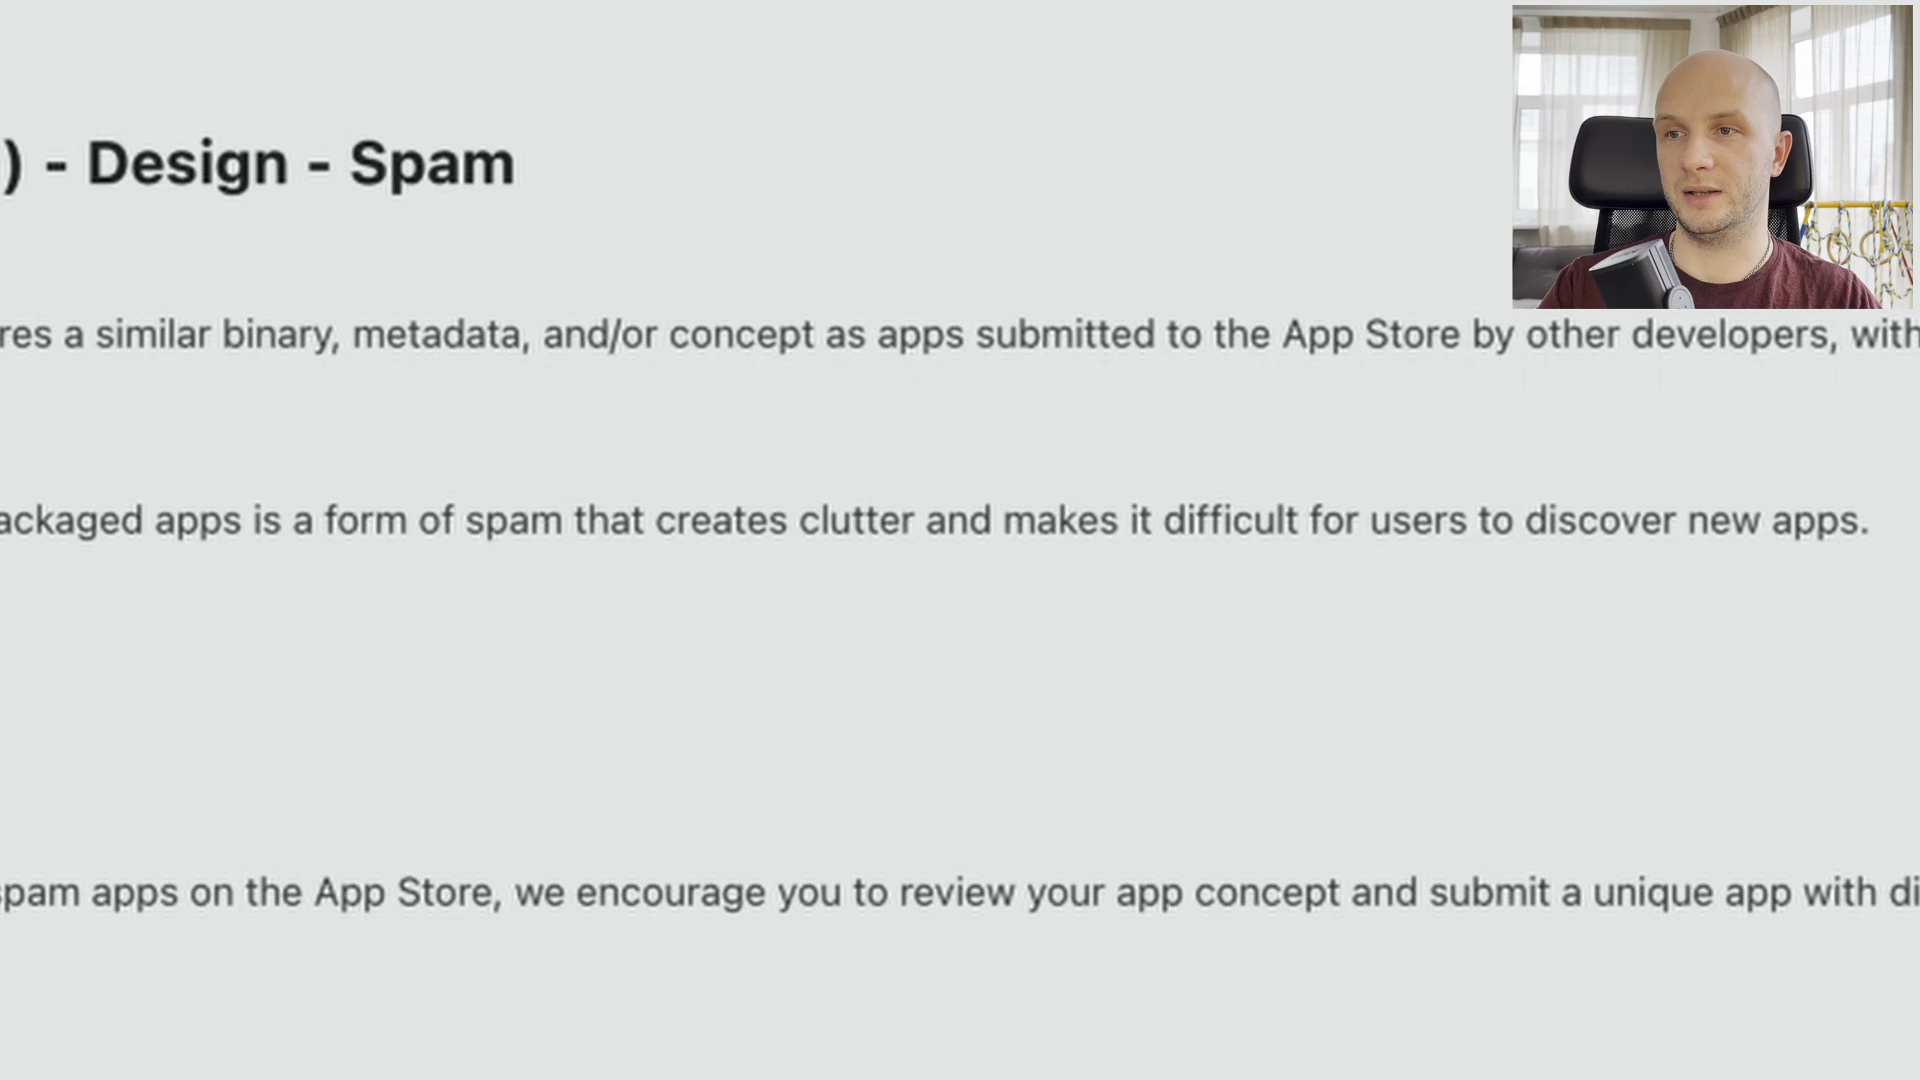 ) - Design - Spam
res a similar binary, metadata, and/or concept as apps submitted to the App Store by other developers, with
ackaged apps is a form of spam that creates clutter and makes it difficult for users to discover new apps.
spam apps on the App Store, we encourage you to review your app concept and submit a unique app with di